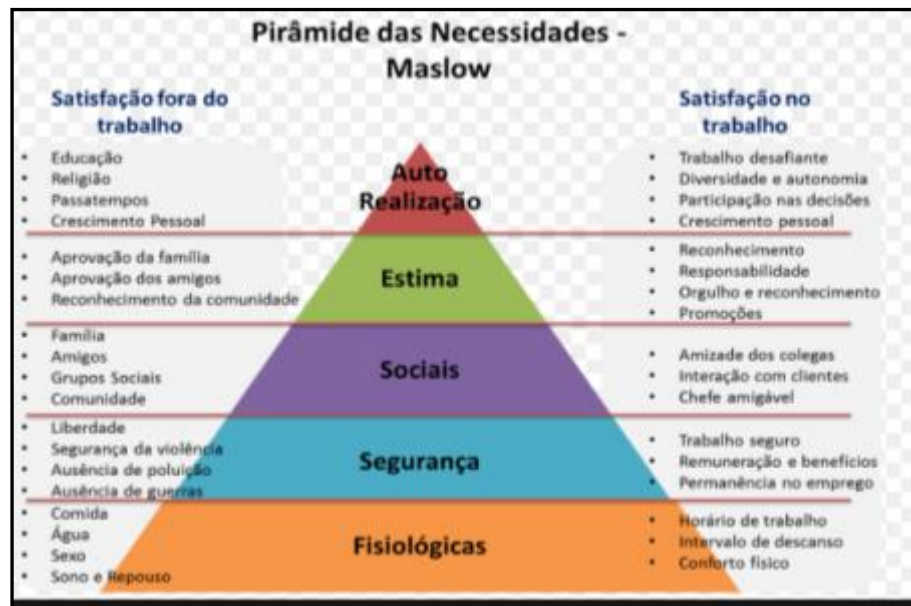 Pirâmide das Necessidades -
Maslow
Satisfação fora do
trabalho
• Educação
• Religião
• Passatempos
• Crescimento Pessoal
• Aprovação da família
• Aprovação dos amigos
• Reconhecimento da comunidade
• Família
• Amigos
• Grupos Sociais
• Comunidade
• Liberdade
• Segurança da violência
• Ausência de poluição
• Ausência de guerras
• Comida
• Água
• Sexo
• Sono e Repouso
Auto
Realização
Estima
Sociais
Segurança
Fisiológicas
Satisfação no
trabalho
• Trabalho desafiante
• Diversidade e autonomia
• Participação nas decisões
• Crescimento pessoal
• Reconhecimento
• Responsabilidade
• Orgulho e reconhecimento
• Promoções
• Amizade dos colegas
• Interação com clientes
• Chefe amigável
• Trabalho seguro
• Remuneração e benefícios
• Permanência no emprego
• Horário de trabalho
• Intervalo de descanso
• Conforto físico